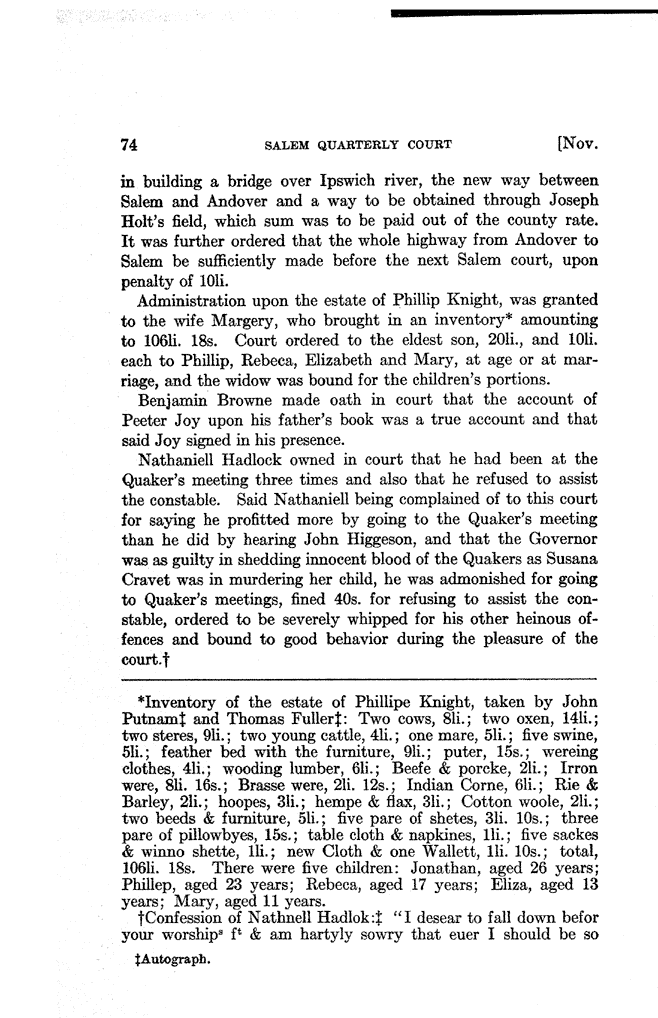 74 SALEM QUARTERLY COURT [Nov.
in building a bridge over Ipswich river, the new way between
Salem and Andover and a way to be obtained through Joseph
Holt's field, which sum was to be paid out of the county rate.
It was further ordered that the whole highway from Andover to
Salem be sufficiently made before the next Salem court, upon
penalty of 10li.
Administration upon the estate of Phillip Knight, was granted
to the wife Margery, who brought in an inventory* amounting
to 106li. 18s. Court ordered to the eldest son, 20li., and 10li.
each to Phillip, Rebeca, Elizabeth and Mary, at age or at mar-
riage, and the widow was bound for the children's portions.
Benjamin Browne made oath in court that the account of
Peeter Joy upon his father's book was a true account and that
said Joy signed in his presence.
Nathaniell Hadlock owned in court that he had been at the
Quaker's meeting three times and also that he refused to assist
the constable. Said Nathaniell being complained of to this court
for saying he profitted more by going to the Quaker's meeting
than he did by hearing John Higgeson, and that the Governor
was as guilty in shedding innocent blood of the Quakers as Susana
Cravet was in murdering her child, he was admonished for going
to Quaker's meetings, fined 40s. for refusing to assist the con-
stable, ordered to be severely whipped for his other heinous of-
fences and bound to good behavior during the pleasure of the
court.†
*Inventory of the estate of Phillipe Knight, taken by John
Putnam‡ and Thomas Fuller‡: Two cows, 8li.; two oxen, 14li.;
two steres, 9li.; two young cattle, 4li.; one mare, 5li.; five swine,
5li.; feather bed with the furniture, 9li.; puter, 15s.; wereing
clothes, 4li.; wooding lumber, 6li.; Beefe & porcke, 2li.; Irron
were, 8li. 16s.; Brasse were, 2li. 12s.; Indian Corne, 6li.; Rie &
Barley, 2li.; hoopes, 3li.; hempe & flax, 3li.; Cotton woole, 2li.;
two beeds & furniture, 5li.; five pare of shetes, 3li. 10s.; three
pare of pillowbyes, 15s.; table cloth & napkines, 1li.; five sackes
& winno shette, 1li.; new Cloth & one Wallett, 1li. 10s.; total,
106li. 18s. There were five children: Jonathan, aged 26 years;
Phillep, aged 23 years; Rebeca, aged 17 years; Eliza, aged 13
years; Mary, aged 11 years.
†Confession of Nathnell Hadlok:‡ "I desear to fall down befor
your worshipˢ fᵗ & am hartyly sowry that euer I should be so
‡Autograph.